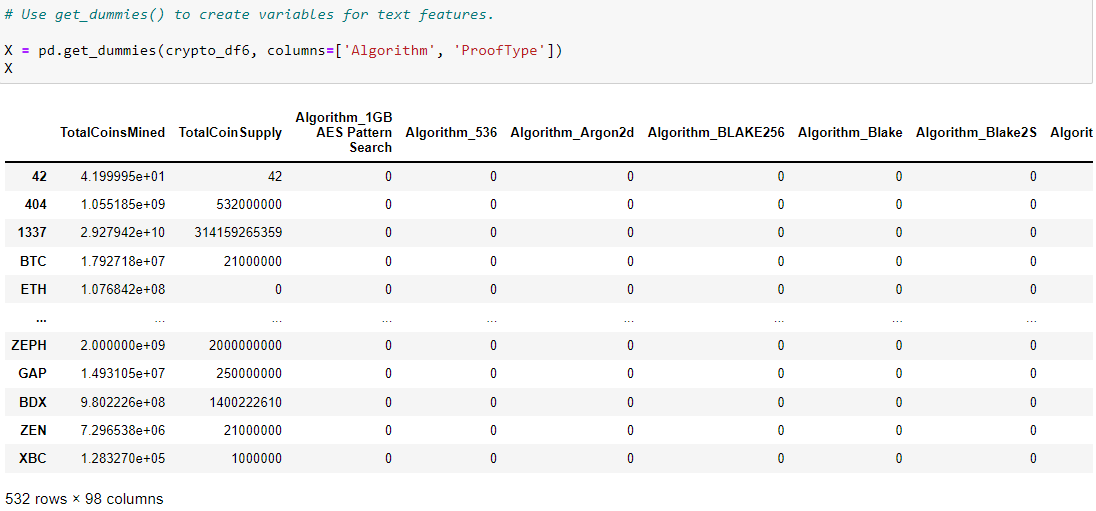 # Use get_dummies() to create variables for text features.
X = pd.get_dummies(crypto_df6, columns=['Algorithm', 'ProofType'])
X
TotalCoinsMined TotalCoinSupply Algorithm_1GB AES Pattern Search Algorithm_536 Algorithm_Argon2d Algorithm_BLAKE256 Algorithm_Blake Algorithm_Blake2S Algorit
42 4.199995e+01 42 0 0 0 0 0 0
404 1.055185e+09 532000000 0 0 0 0 0 0
1337 2.927942e+10 314159265359 0 0 0 0 0 0
BTC 1.792718e+07 21000000 0 0 0 0 0 0
ETH 1.076842e+08 0 0 0 0 0 0 0
... ... ... ... ... ... ... ... ...
ZEPH 2.000000e+09 2000000000 0 0 0 0 0 0
GAP 1.493105e+07 250000000 0 0 0 0 0 0
BDX 9.802226e+08 1400222610 0 0 0 0 0 0
ZEN 7.296538e+06 21000000 0 0 0 0 0 0
XBC 1.283270e+05 1000000 0 0 0 0 0 0
532 rows × 98 columns